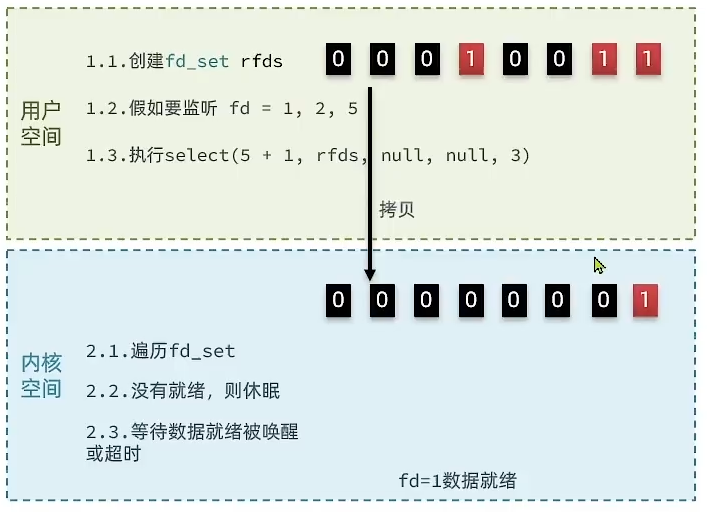 1.1.创建fd_set rfds
0 0 0 1 0 0 1 1
用户
空间
1.2.假如要监听 fd = 1, 2, 5
1.3.执行select(5 + 1, rfds, null, null, 3)
拷贝
0 0 0 0 0 0 0 1
内核
空间
2.1.遍历fd_set
2.2.没有就绪，则休眠
2.3.等待数据就绪被唤醒
或超时
fd=1数据就绪